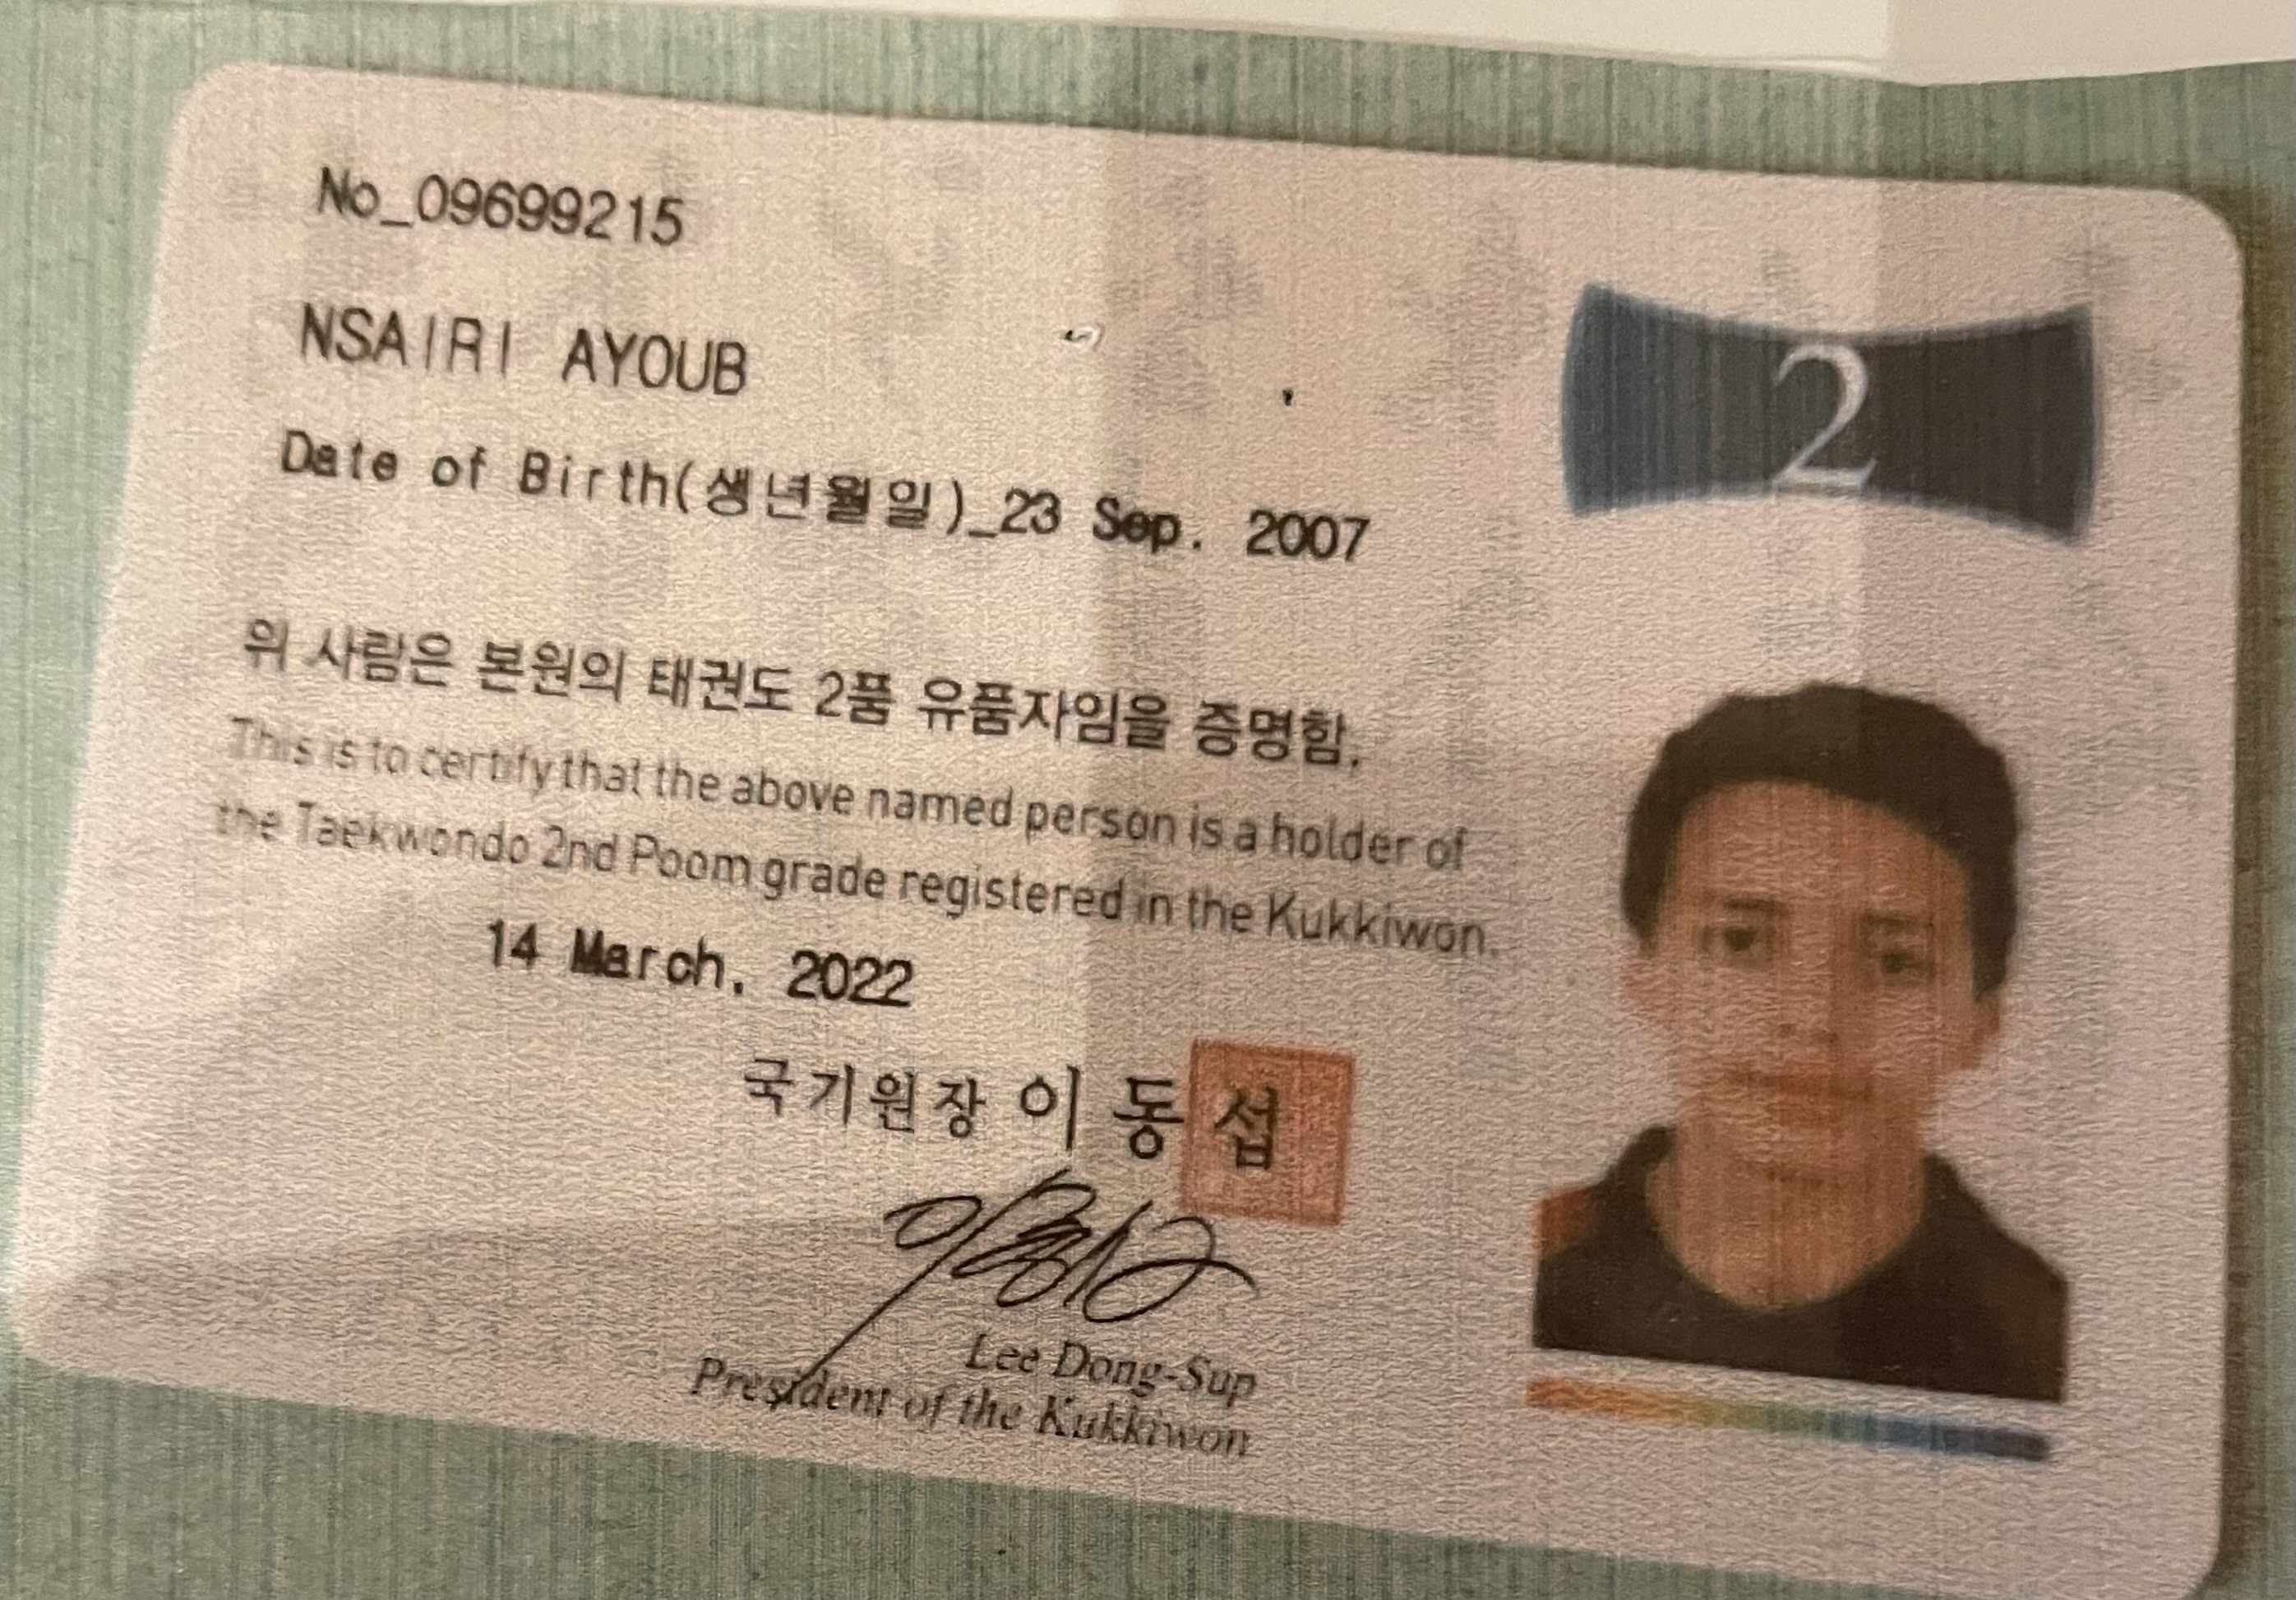 No_09699215
NSAIRI AYOUB
Date of Birth(생년월일)_23 Sep. 2007
2
위 사람은 본원의 태권도 2품 유품자임을 증명함.
This is to certify that the above named person is a holder of
the Taekwondo 2nd Poom grade registered in the Kukkiwon.
14 March. 2022
국기원장 이동섭
Lee Dong-Sup
President of the Kukkiwon